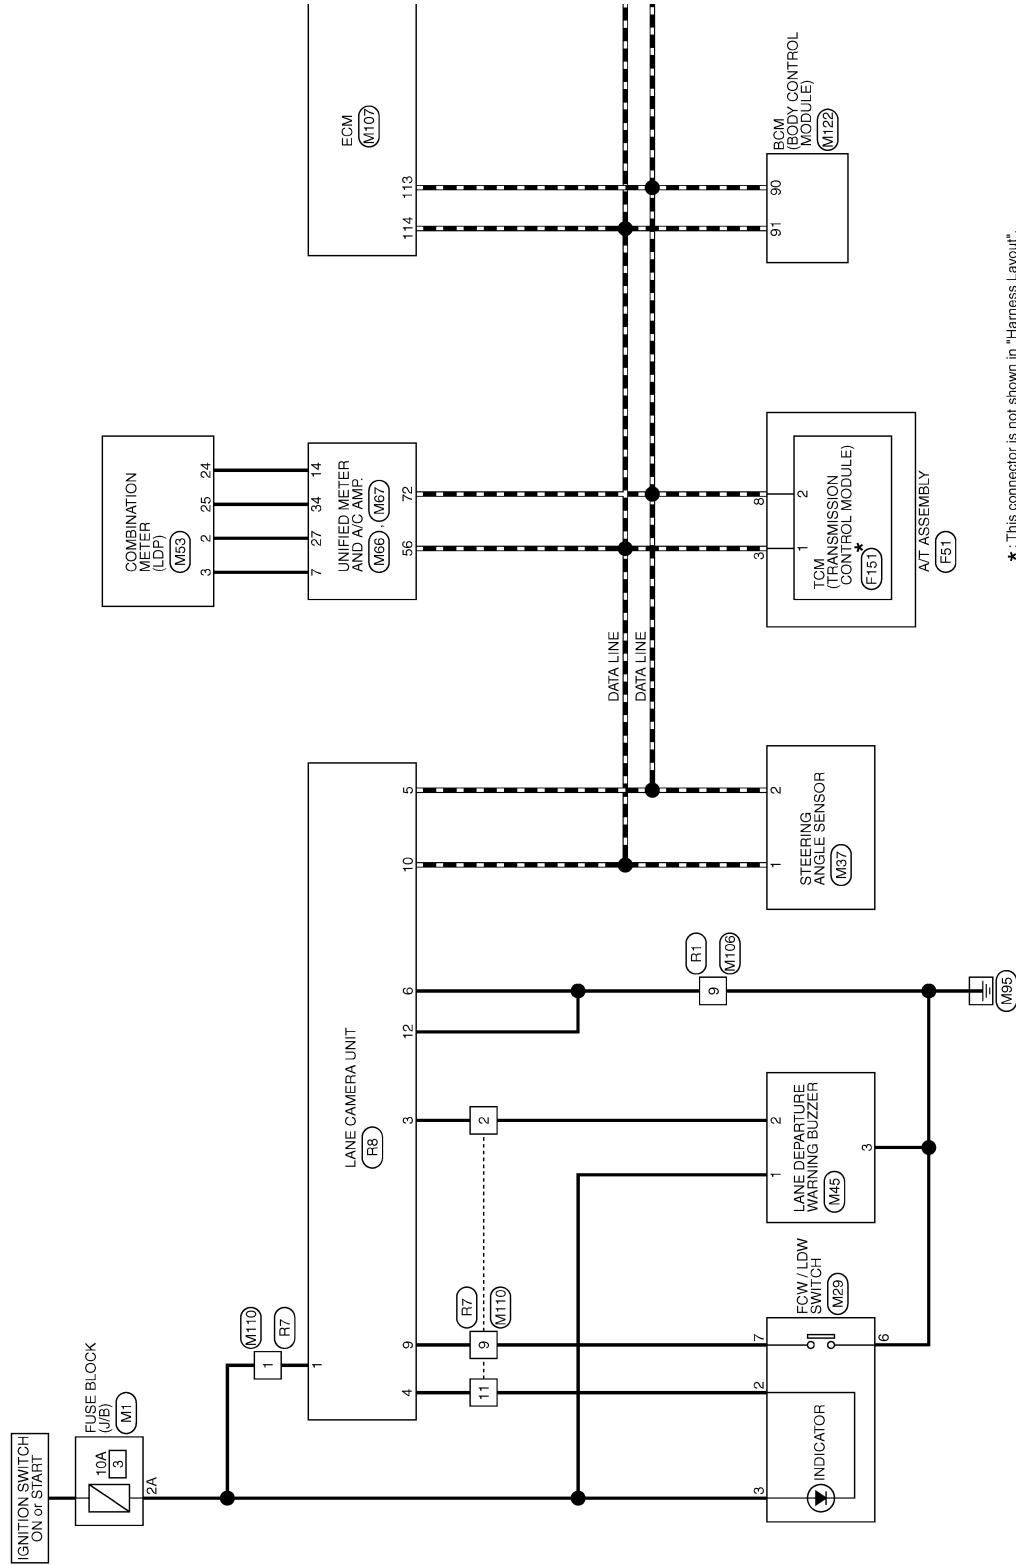 IGNITION SWITCH
ON or START
FUSE BLOCK
(J/B)
M1
10A
3
2A
M110
R7
1
1
LANE CAMERA UNIT
R8
4
9
3
12
6
10
5
11
9
R7
M110
2
9
R1
M106
3
2
7
INDICATOR
FCW / LDW
SWITCH
M29
6
1
2
LANE DEPARTURE
WARNING BUZZER
M45
3
M95
1
2
STEERING
ANGLE SENSOR
M37
DATA LINE
DATA LINE
COMBINATION
METER
(LDP)
M53
3
2
25
24
7
27
34
14
UNIFIED METER
AND A/C AMP.
M66 , M67
56
72
3
8
1
2
TCM
(TRANSMISSION
CONTROL MODULE)
F151 *
A/T ASSEMBLY
F51
ECM
M107
114
113
91
90
BCM
(BODY CONTROL
MODULE)
M122
* : This connector is not shown in "Harness Layout".